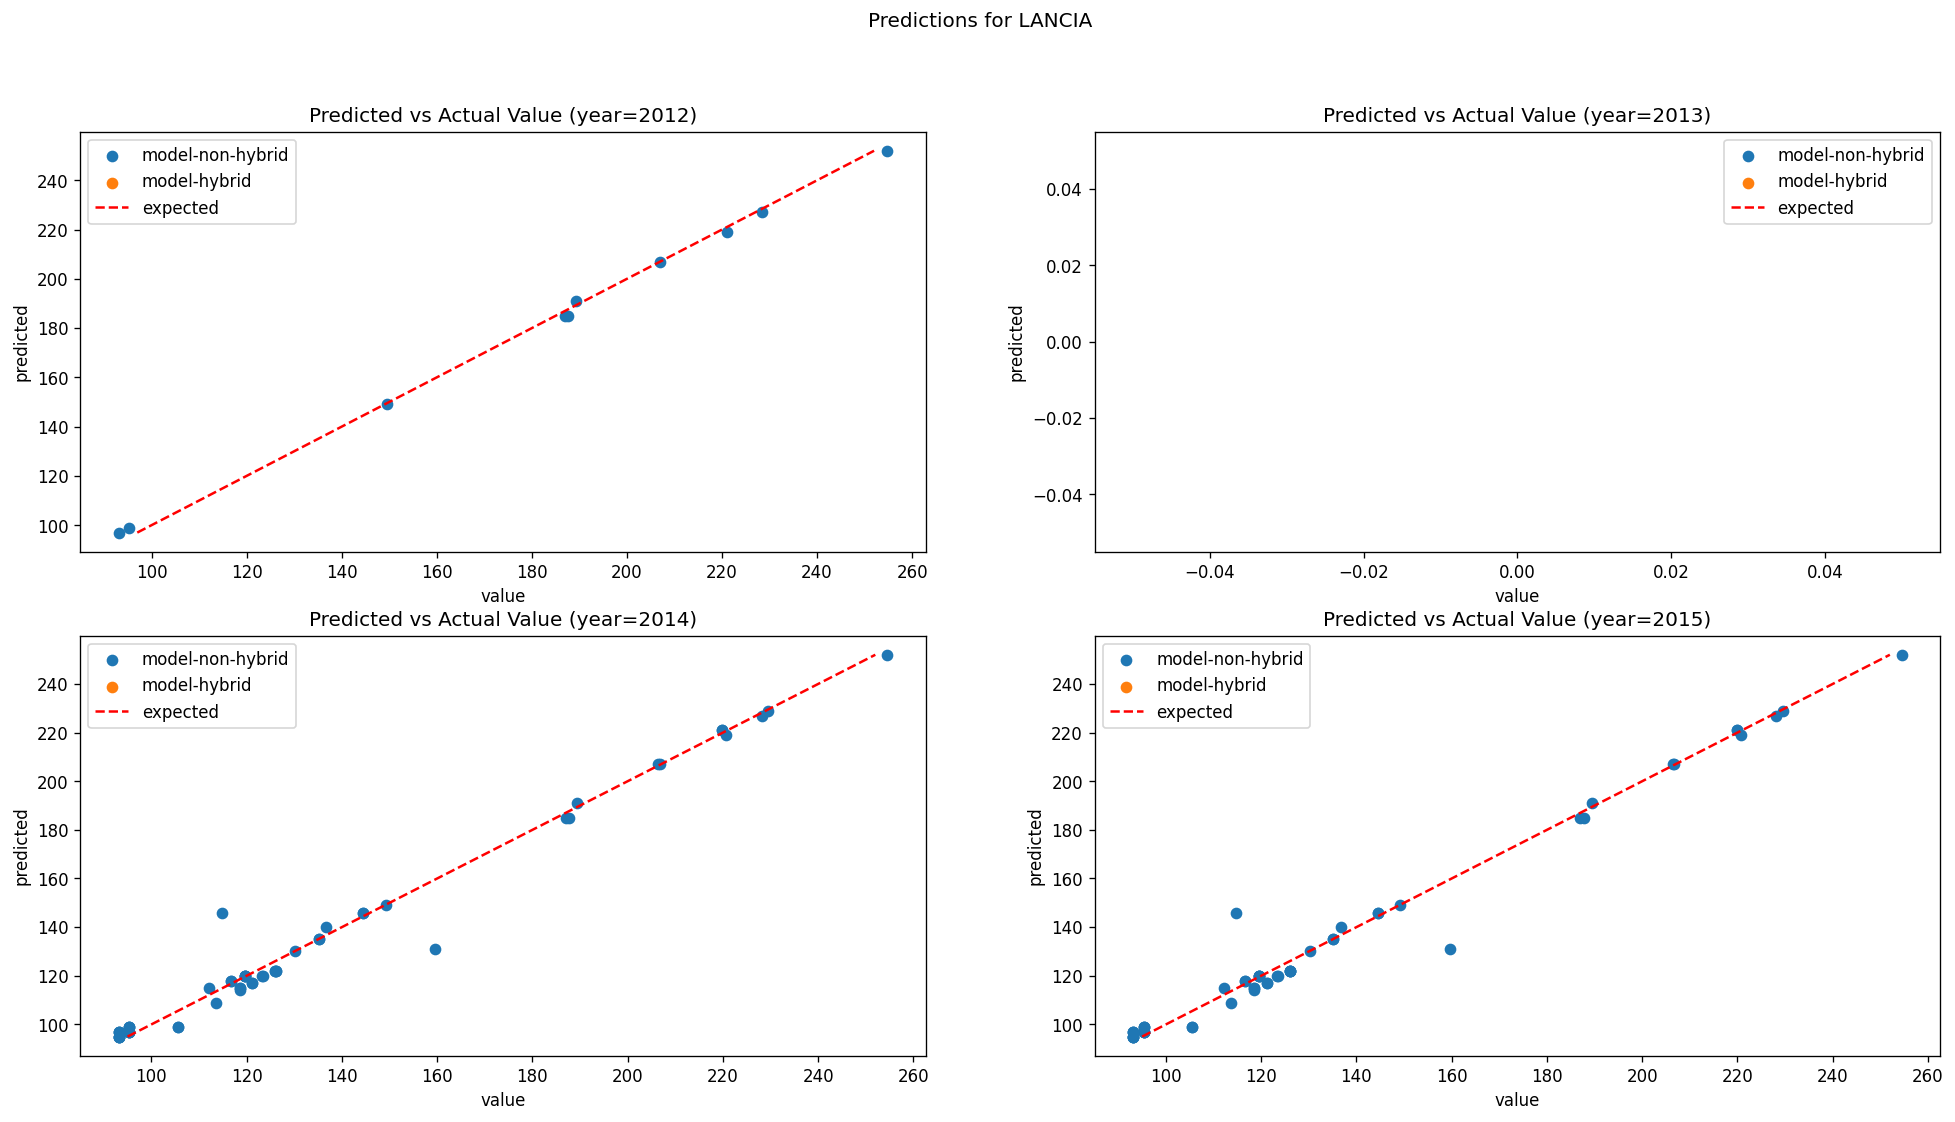 Predictions for LANCIA
Predicted vs Actual Value (year=2012)
model-non-hybrid
model-hybrid
expected
240
220
200
180
160
140
120
100
predicted
100 120 140 160 180 200 220 240 260
value
Predicted vs Actual Value (year=2013)
model-non-hybrid
model-hybrid
expected
0.04
0.02
0.00
−0.02
−0.04
predicted
−0.04 −0.02 0.00 0.02 0.04
value
Predicted vs Actual Value (year=2014)
model-non-hybrid
model-hybrid
expected
240
220
200
180
160
140
120
100
predicted
100 120 140 160 180 200 220 240 260
value
Predicted vs Actual Value (year=2015)
model-non-hybrid
model-hybrid
expected
240
220
200
180
160
140
120
100
predicted
100 120 140 160 180 200 220 240 260
value